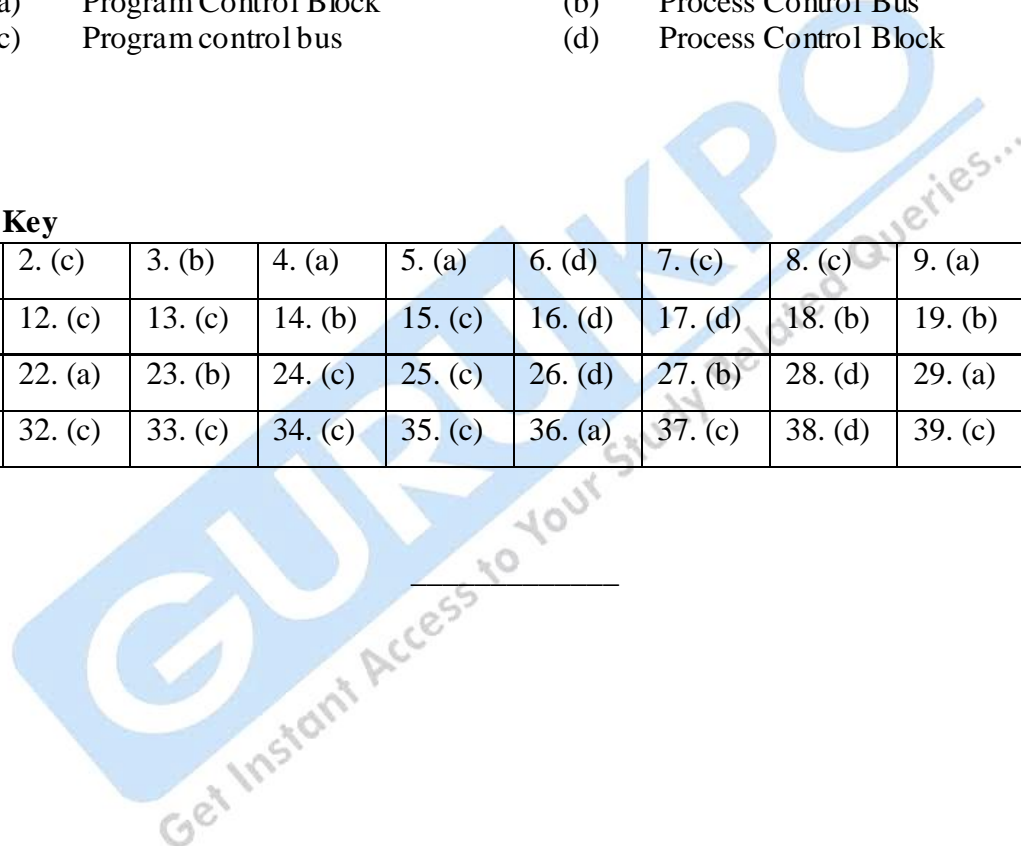 a) Program Control Block (b) Process Control Bus
c) Program control bus (d) Process Control Block
Key
2. (c) 3. (b) 4. (a) 5. (a) 6. (d) 7. (c) 8. (c) 9. (a)
12. (c) 13. (c) 14. (b) 15. (c) 16. (d) 17. (d) 18. (b) 19. (b)
22. (a) 23. (b) 24. (c) 25. (c) 26. (d) 27. (b) 28. (d) 29. (a)
32. (c) 33. (c) 34. (c) 35. (c) 36. (a) 37. (c) 38. (d) 39. (c)
GURUKPO
Get Instant Access to Your Study Related Queries...